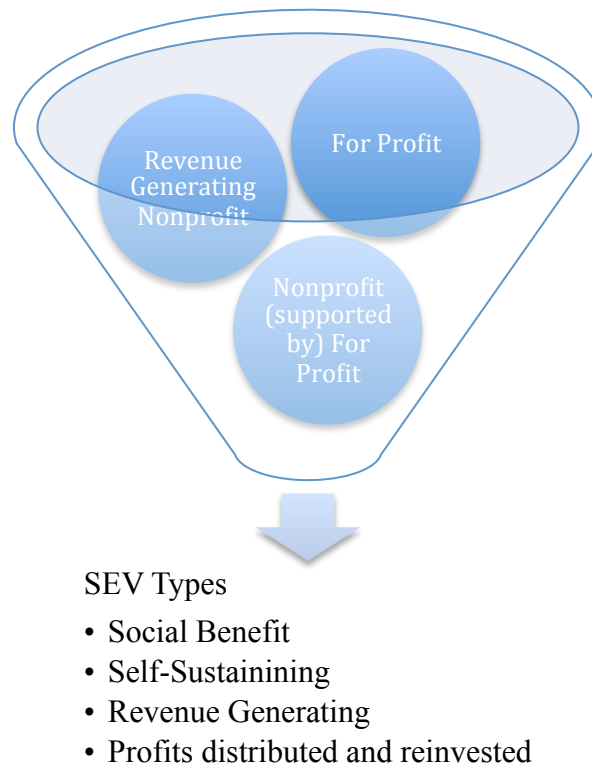 For Profit
Revenue
Generating
Nonprofit
Nonprofit
(supported
by) For
Profit
SEV Types
• Social Benefit
• Self-Sustainining
• Revenue Generating
• Profits distributed and reinvested